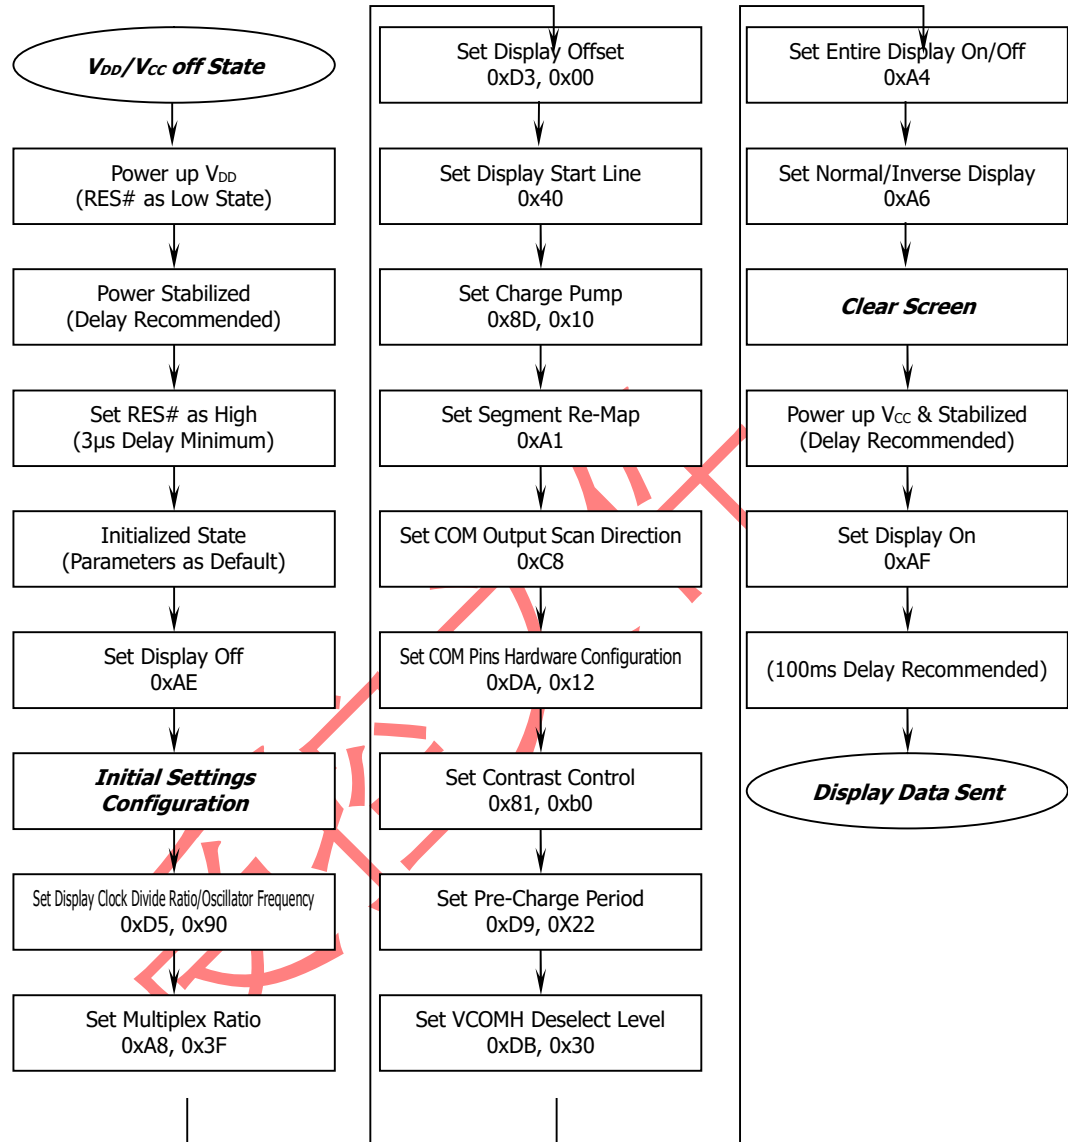 VDD/VCC off State
Power up VDD
(RES# as Low State)
Power Stabilized
(Delay Recommended)
Set RES# as High
(3μs Delay Minimum)
Initialized State
(Parameters as Default)
Set Display Off
0xAE
Initial Settings
Configuration
Set Display Clock Divide Ratio/Oscillator Frequency
0xD5, 0x90
Set Multiplex Ratio
0xA8, 0x3F
Set Display Offset
0xD3, 0x00
Set Display Start Line
0x40
Set Charge Pump
0x8D, 0x10
Set Segment Re-Map
0xA1
Set COM Output Scan Direction
0xC8
Set COM Pins Hardware Configuration
0xDA, 0x12
Set Contrast Control
0x81, 0xb0
Set Pre-Charge Period
0xD9, 0X22
Set VCOMH Deselect Level
0xDB, 0x30
Set Entire Display On/Off
0xA4
Set Normal/Inverse Display
0xA6
Clear Screen
Power up VCC & Stabilized
(Delay Recommended)
Set Display On
0xAF
(100ms Delay Recommended)
Display Data Sent